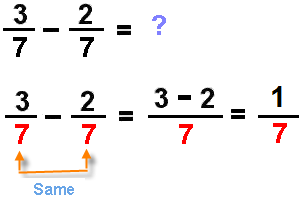 3/7 − 2/7 = ?
3/7 − 2/7 = 3 − 2/7 = 1/7
Same